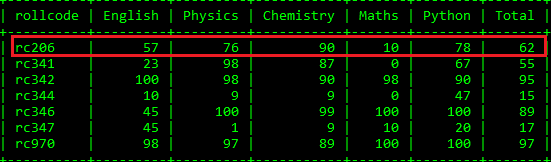 | rollcode | English | Physics | Chemistry | Maths | Python | Total |
| rc206 | 57 | 76 | 90 | 10 | 78 | 62 |
| rc341 | 23 | 98 | 87 | 0 | 67 | 55 |
| rc342 | 100 | 98 | 90 | 98 | 90 | 95 |
| rc344 | 10 | 9 | 9 | 0 | 47 | 15 |
| rc346 | 45 | 100 | 99 | 100 | 100 | 89 |
| rc347 | 45 | 1 | 9 | 10 | 20 | 17 |
| rc970 | 98 | 97 | 89 | 100 | 100 | 97 |